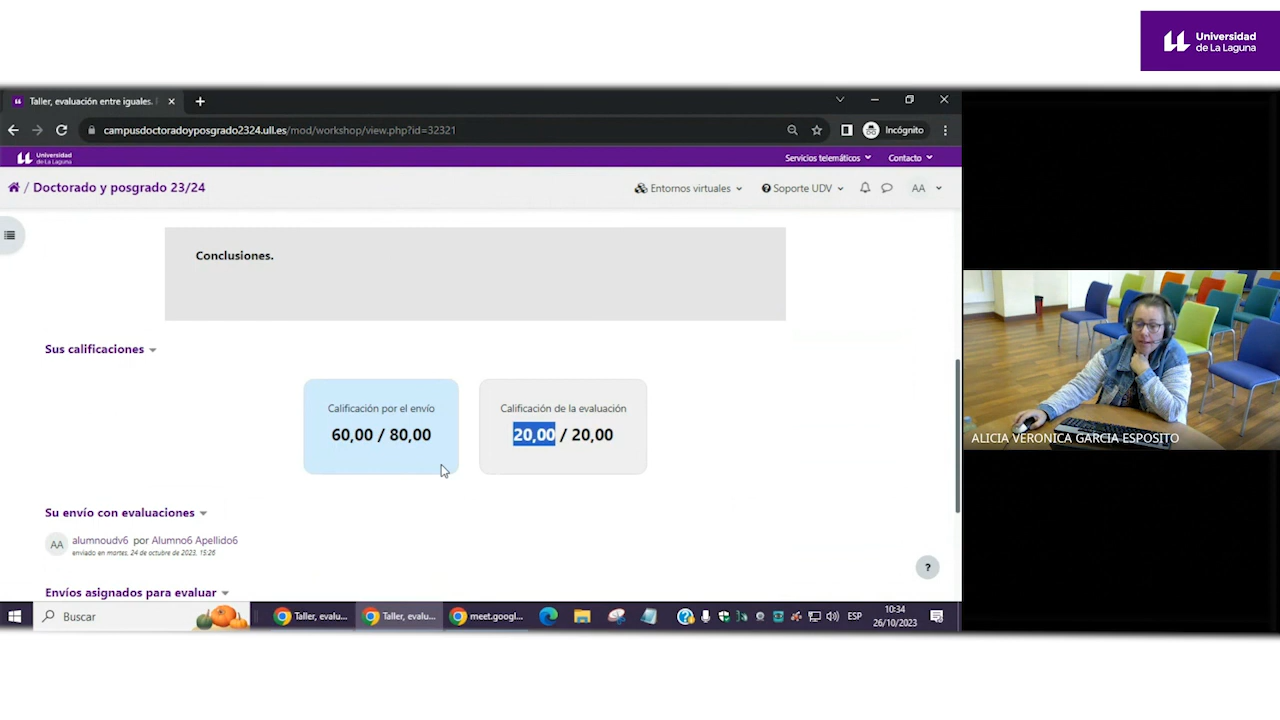 Universidad
de La Laguna
Taller, evaluación entre iguales.
campusdoctoradoyposgrado2324.ull.es/mod/workshop/view.php?id=32321
Incógnito
Universidad
de La Laguna
Servicios telemáticos
Contacto
/ Doctorado y posgrado 23/24
Entornos virtuales
Soporte UDV
AA
Conclusiones.
Sus calificaciones
Calificación por el envío
60,00 / 80,00
Calificación de la evaluación
20,00 / 20,00
ALICIA VERONICA GARCIA ESPOSITO
Su envío con evaluaciones
AA
alumnoudv6 por Alumno6 Apellido6
enviado en martes, 24 de octubre de 2023, 15:26
?
Envíos asignados para evaluar
Buscar
Taller, evalu...
Taller, evalu...
meet.googl...
ESP
10:34
26/10/2023